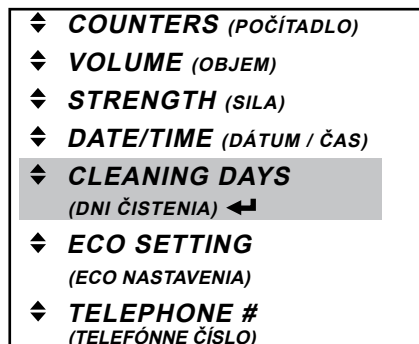 COUNTERS (POČÍTADLO)
VOLUME (OBJEM)
STRENGTH (SILA)
DATE/TIME (DÁTUM / ČAS)
CLEANING DAYS
(DNI ČISTENIA)
ECO SETTING
(ECO NASTAVENIA)
TELEPHONE #
(TELEFÓNNE ČÍSLO)